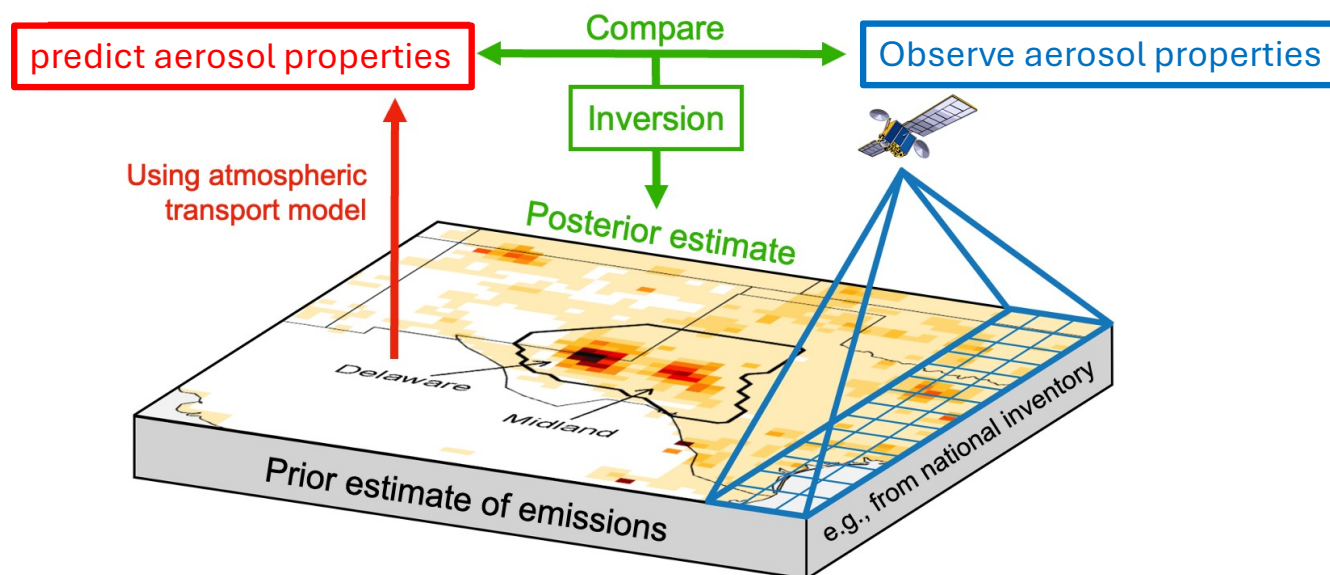 Compare
predict aerosol properties
Observe aerosol properties
Inversion
Using atmospheric
transport model
Posterior estimate
Delaware
Midland
Prior estimate of emissions
e.g., from national inventory